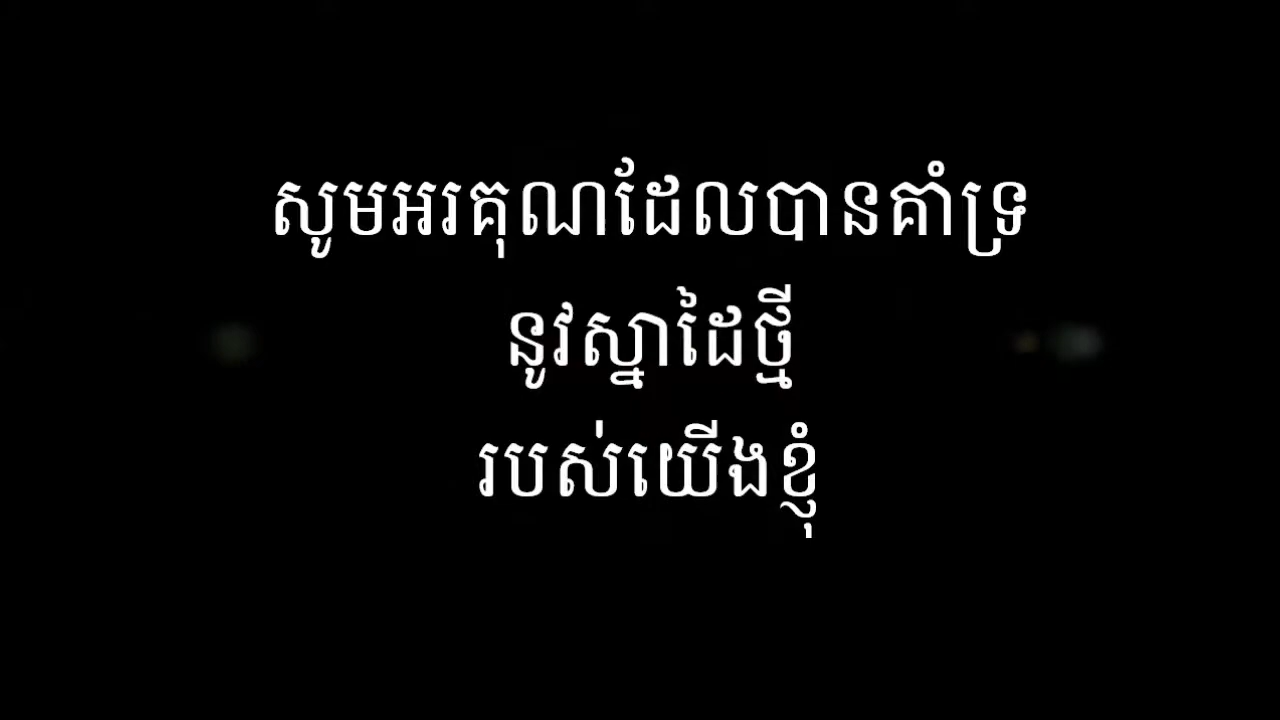 សូមអរគុណដែលបានគាំទ្រ
នូវស្នាដៃថ្មី
របស់យើងខ្ញុំ